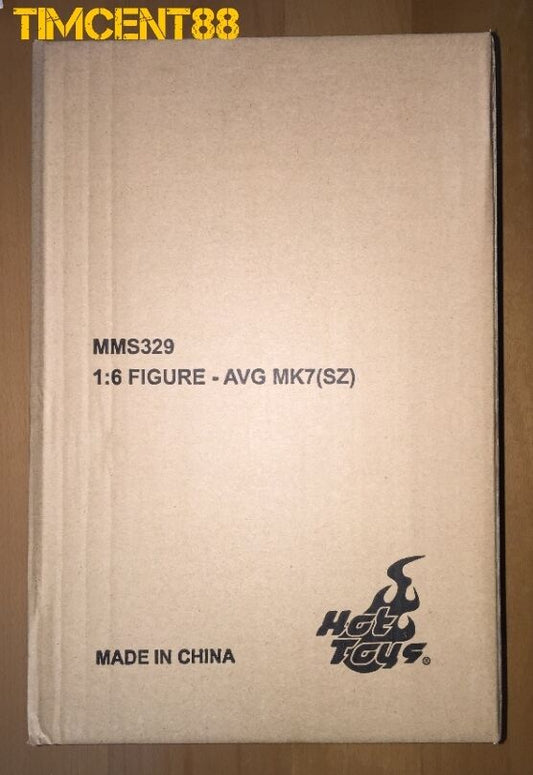 TIMCENT88
MMS329
1:6 FIGURE - AVG MK7(SZ)
MADE IN CHINA
Hot
Toys®